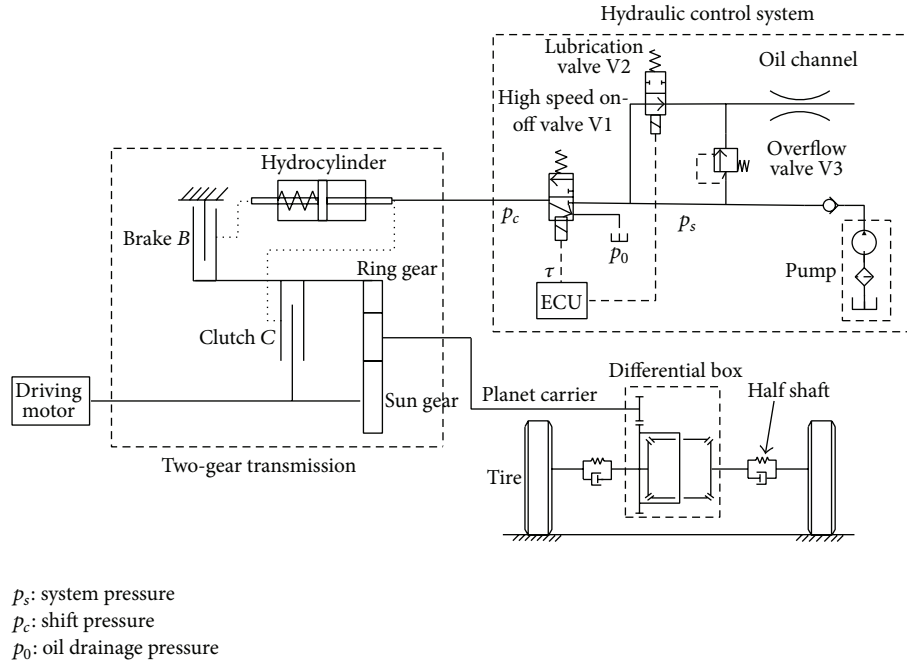 Hydraulic control system
Lubrication
valve V2
Oil channel
High speed on-
off valve V1
Overflow
valve V3
Hydrocylinder
Brake B
p_c
p_s
p_0
Pump
τ
ECU
Ring gear
Clutch C
Driving
motor
Sun gear
Planet carrier
Differential box
Half shaft
Two-gear transmission
Tire
p_s: system pressure
p_c: shift pressure
p_0: oil drainage pressure